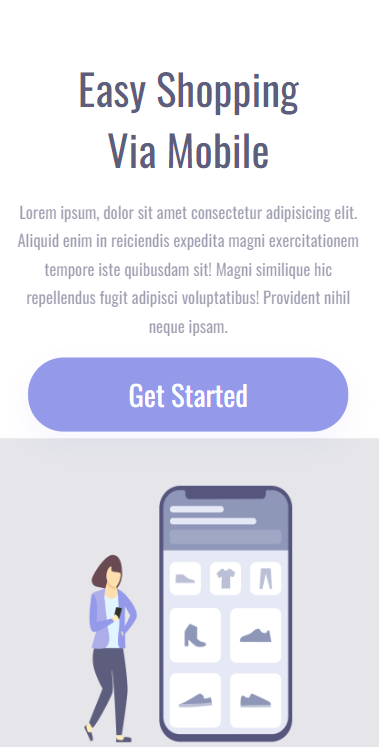 Easy Shopping
Via Mobile
Lorem ipsum, dolor sit amet consectetur adipisicing elit.
Aliquid enim in reiciendis expedita magni exercitationem
tempore iste quibusdam sit! Magni similique hic
repellendus fugit adipisci voluptatibus! Provident nihil
neque ipsam.
Get Started